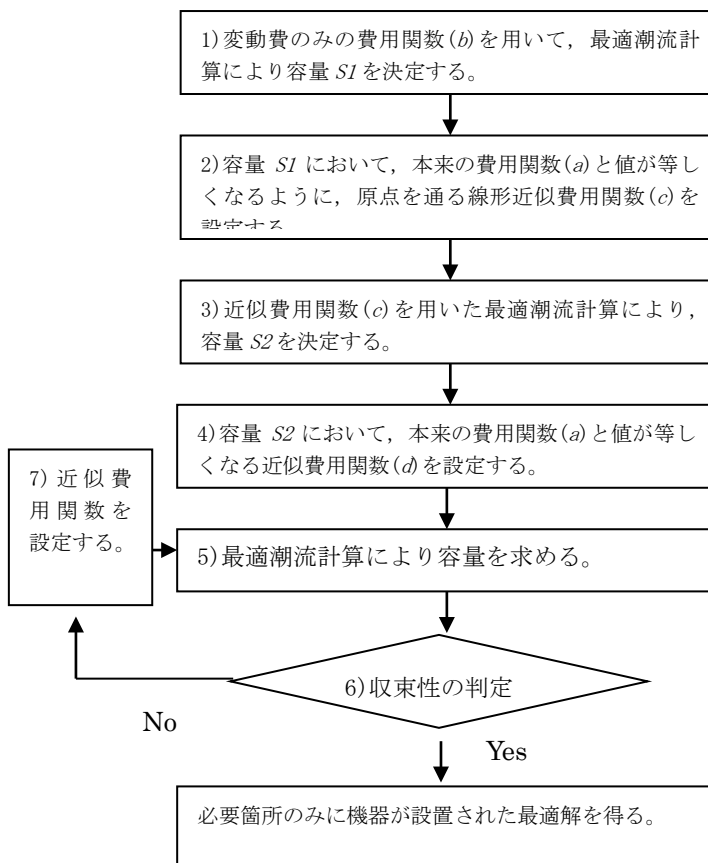 1)変動費のみの費用関数(b)を用いて，最適潮流計
算により容量 S1 を決定する。
2)容量 S1 において，本来の費用関数(a)と値が等し
くなるように，原点を通る線形近似費用関数(c)を
設定する
3)近似費用関数(c)を用いた最適潮流計算により，
容量 S2 を決定する。
4)容量 S2 において，本来の費用関数(a)と値が等し
くなる近似費用関数(d)を設定する。
7)近似費
用関数を
設定する。
5)最適潮流計算により容量を求める。
6)収束性の判定
No
Yes
必要箇所のみに機器が設置された最適解を得る。